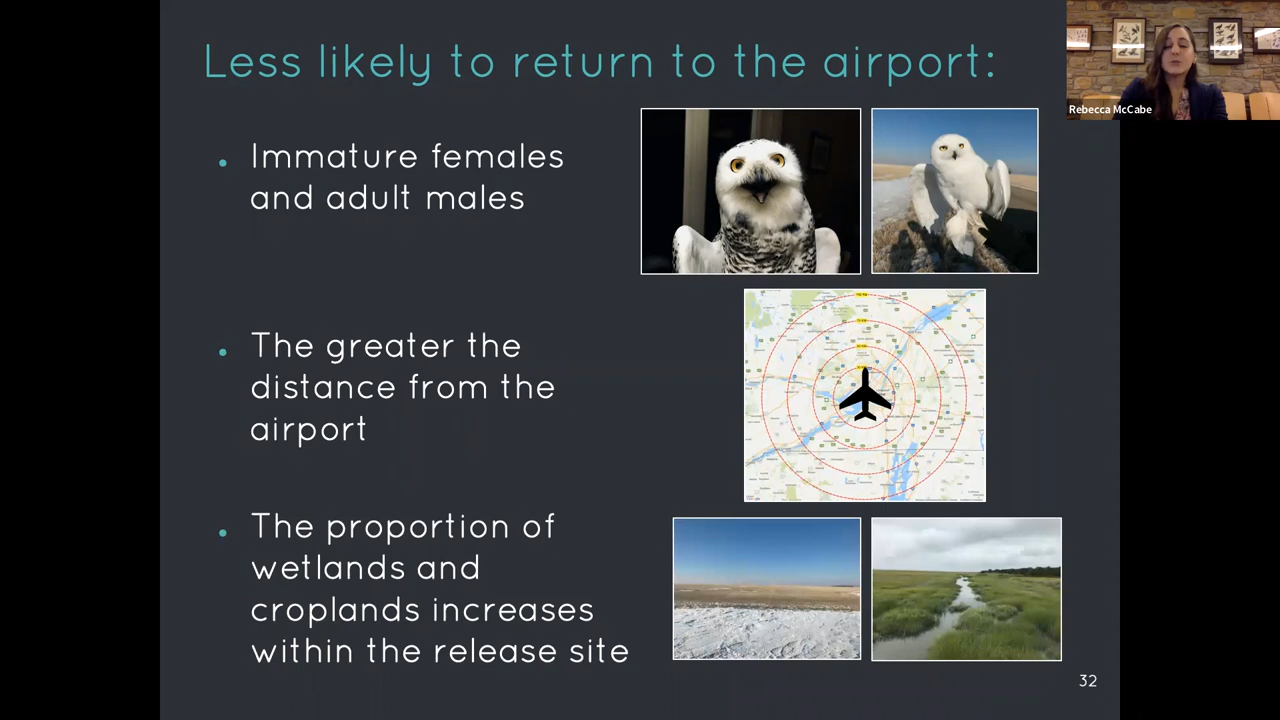 Less likely to return to the airport:
Rebecca McCabe
• Immature females
and adult males
• The greater the
distance from the
airport
• The proportion of
wetlands and
croplands increases
within the release site
32